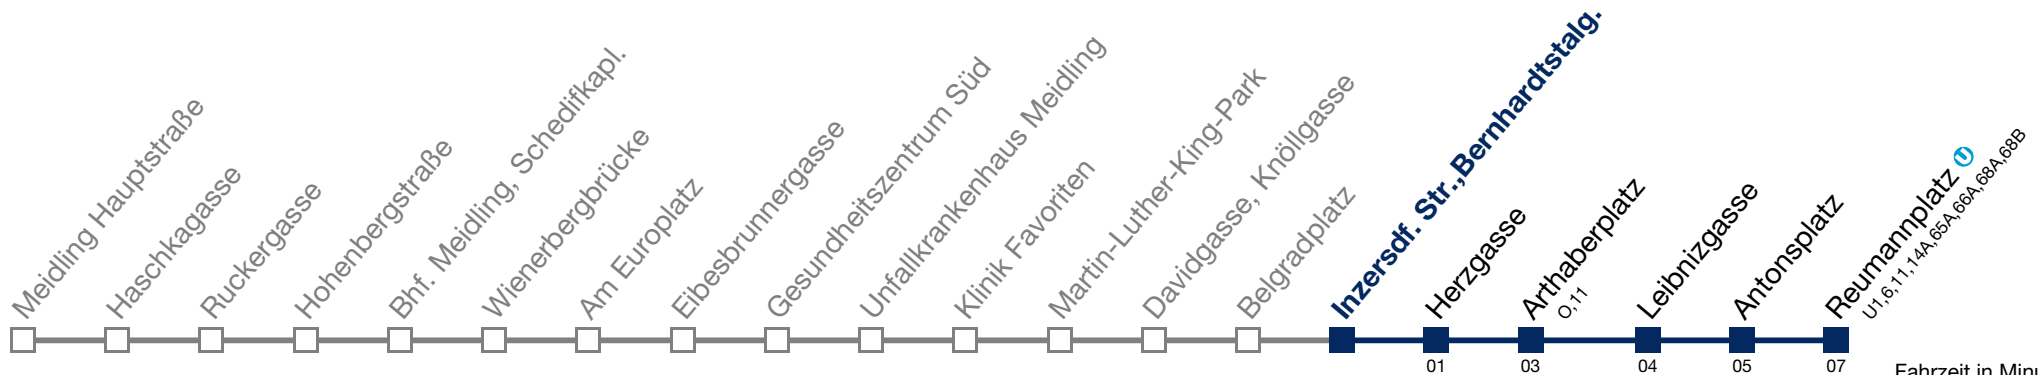 Meidling Hauptstraße
Haschkagasse
Ruckergasse
Hohenbergstraße
Bhf. Meidling, Schedifkapl.
Wienerbergbrücke
Am Europlatz
Eibesbrunnergasse
Gesundheitszentrum Süd
Unfallkrankenhaus Meidling
Klinik Favoriten
Martin-Luther-King-Park
Davidgasse, Knöllgasse
Belgradplatz
Inzersdf. Str.,Bernhardtstalg.
Herzgasse
Arthaberplatz
O,11
Leibnizgasse
Antonsplatz
Reumannplatz U
U1,6,11,14A,65A,66A,68A,68B
01 03 04 05 07
Fahrzeit in